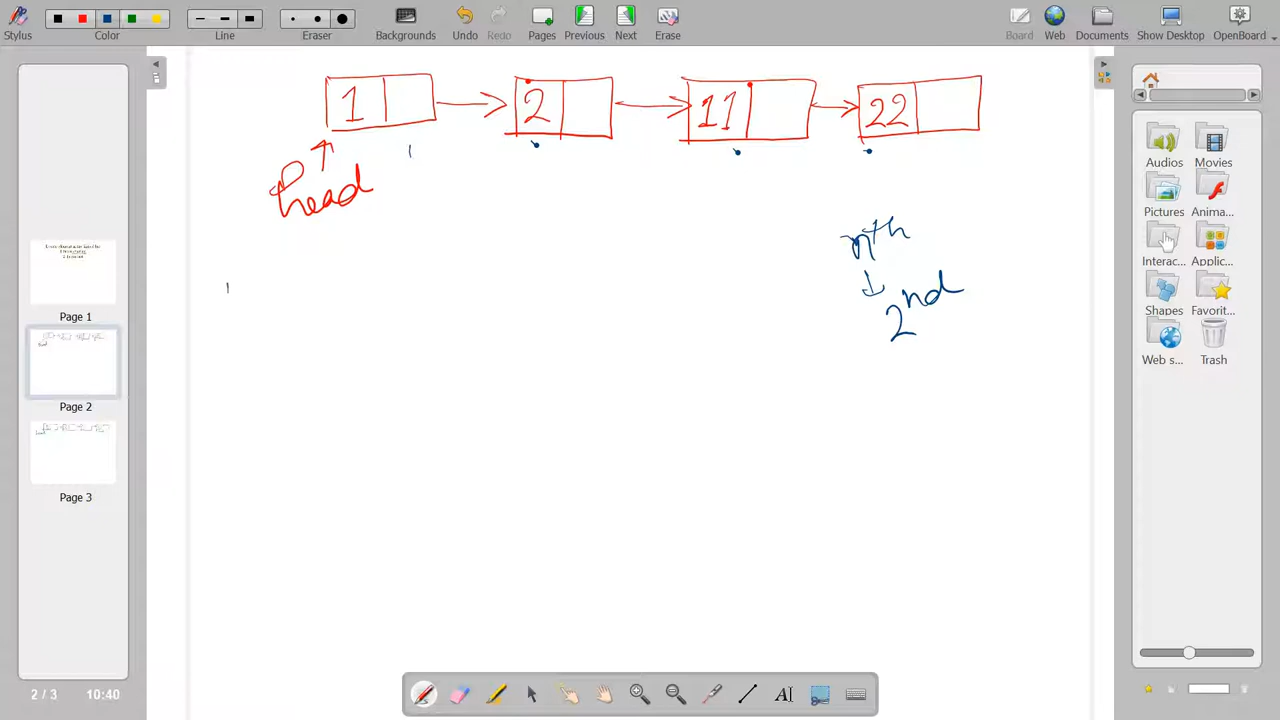 Stylus
Color
Line
Eraser
Backgrounds
Undo
Redo
Pages
Previous
Next
Erase
Board
Web
Documents
Show Desktop
OpenBoard
1
2
11
22
head
nth
2nd
Page 1
Page 2
Page 3
2 / 3
10:40
Audios
Movies
Pictures
Anima...
Interac...
Applic...
Shapes
Favorit...
Web s...
Trash
AI